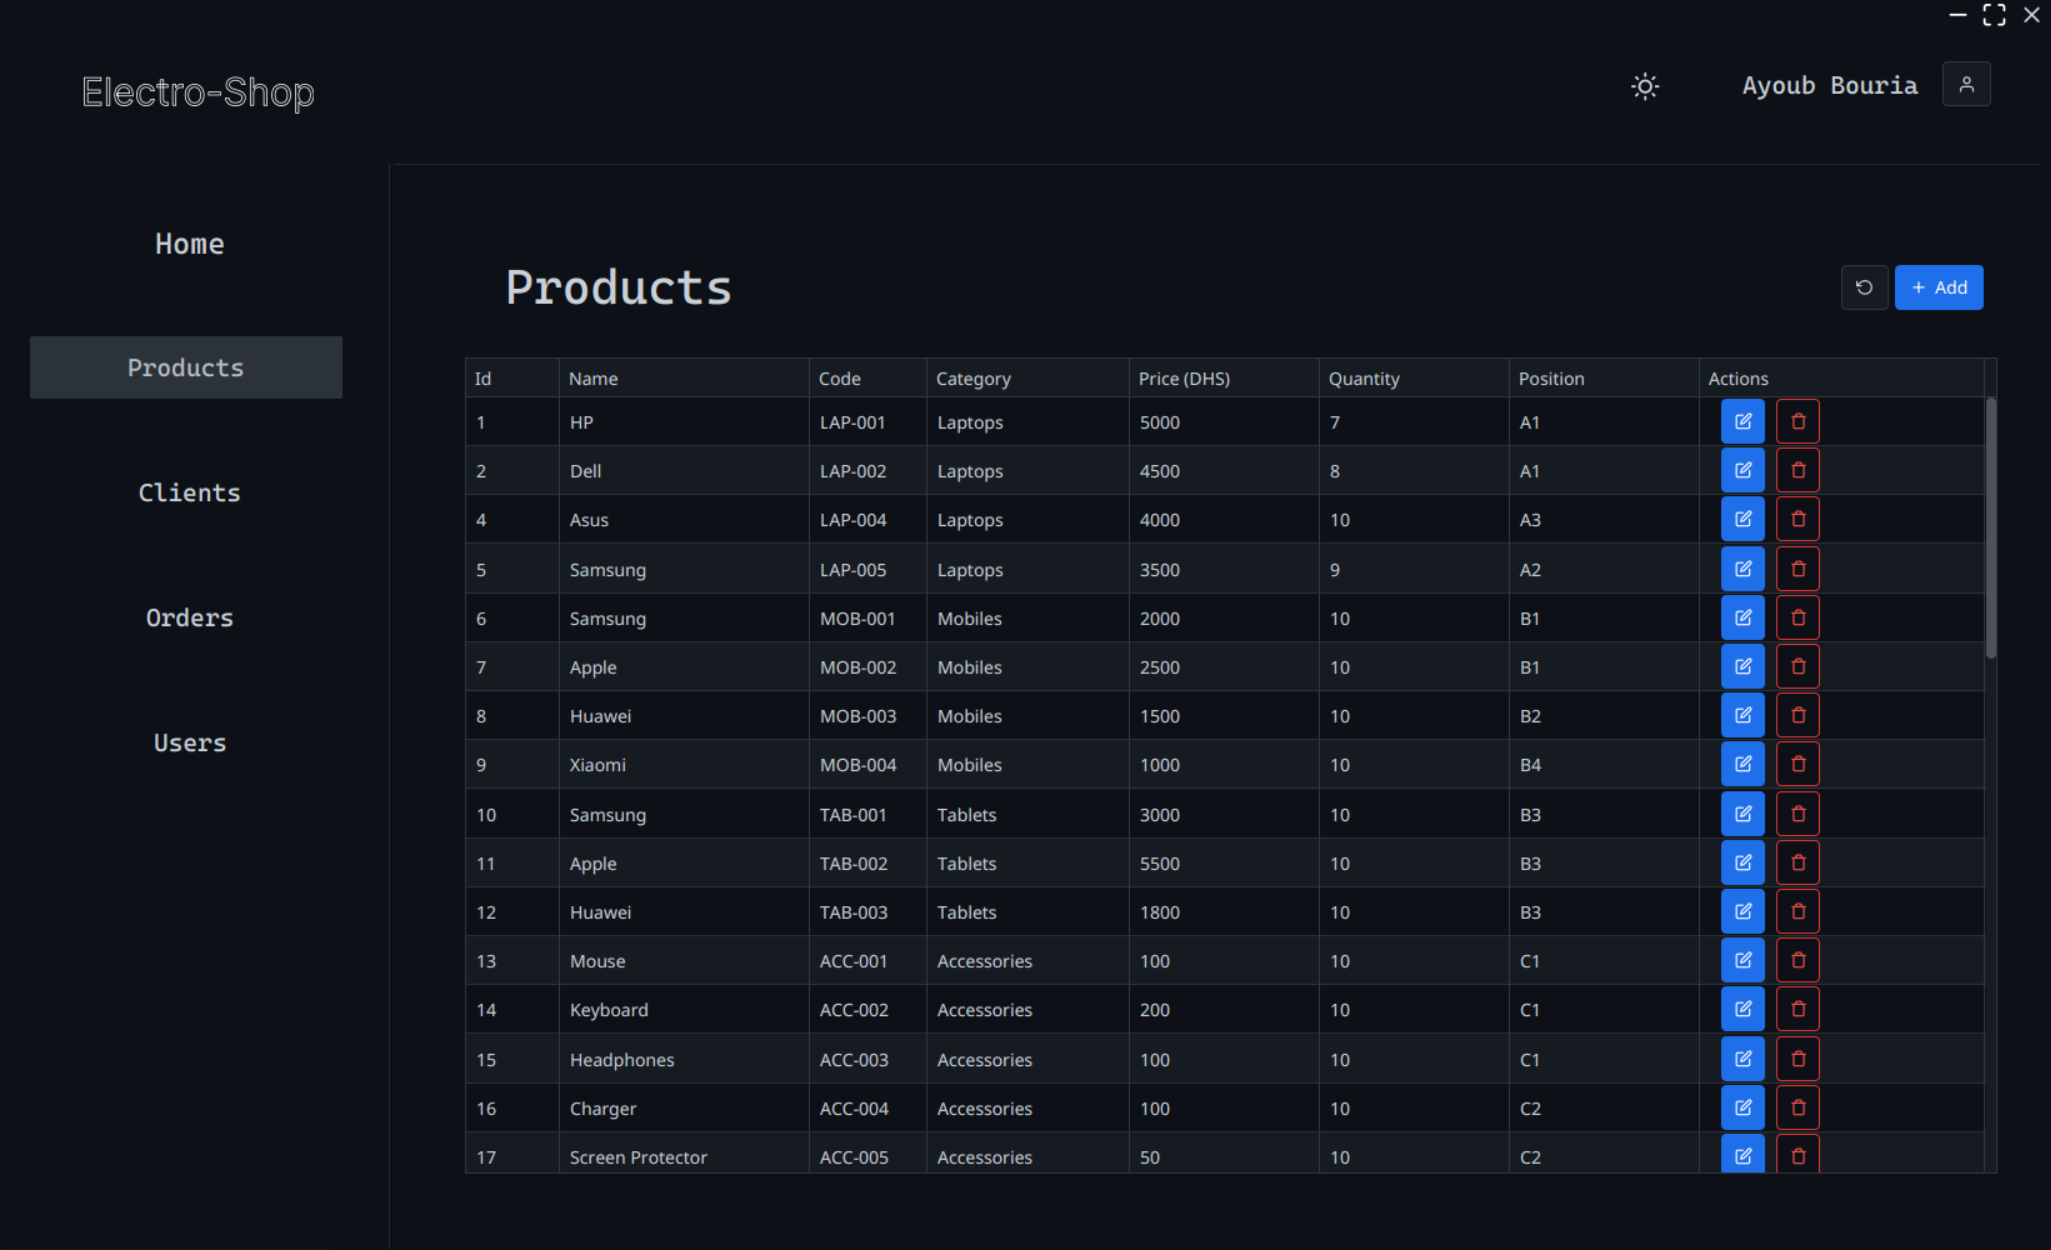 Electro-Shop
Ayoub Bouria
Home
Products
Clients
Orders
Users
Products
+ Add
Id Name Code Category Price (DHS) Quantity Position Actions
1 HP LAP-001 Laptops 5000 7 A1
2 Dell LAP-002 Laptops 4500 8 A1
4 Asus LAP-004 Laptops 4000 10 A3
5 Samsung LAP-005 Laptops 3500 9 A2
6 Samsung MOB-001 Mobiles 2000 10 B1
7 Apple MOB-002 Mobiles 2500 10 B1
8 Huawei MOB-003 Mobiles 1500 10 B2
9 Xiaomi MOB-004 Mobiles 1000 10 B4
10 Samsung TAB-001 Tablets 3000 10 B3
11 Apple TAB-002 Tablets 5500 10 B3
12 Huawei TAB-003 Tablets 1800 10 B3
13 Mouse ACC-001 Accessories 100 10 C1
14 Keyboard ACC-002 Accessories 200 10 C1
15 Headphones ACC-003 Accessories 100 10 C1
16 Charger ACC-004 Accessories 100 10 C2
17 Screen Protector ACC-005 Accessories 50 10 C2